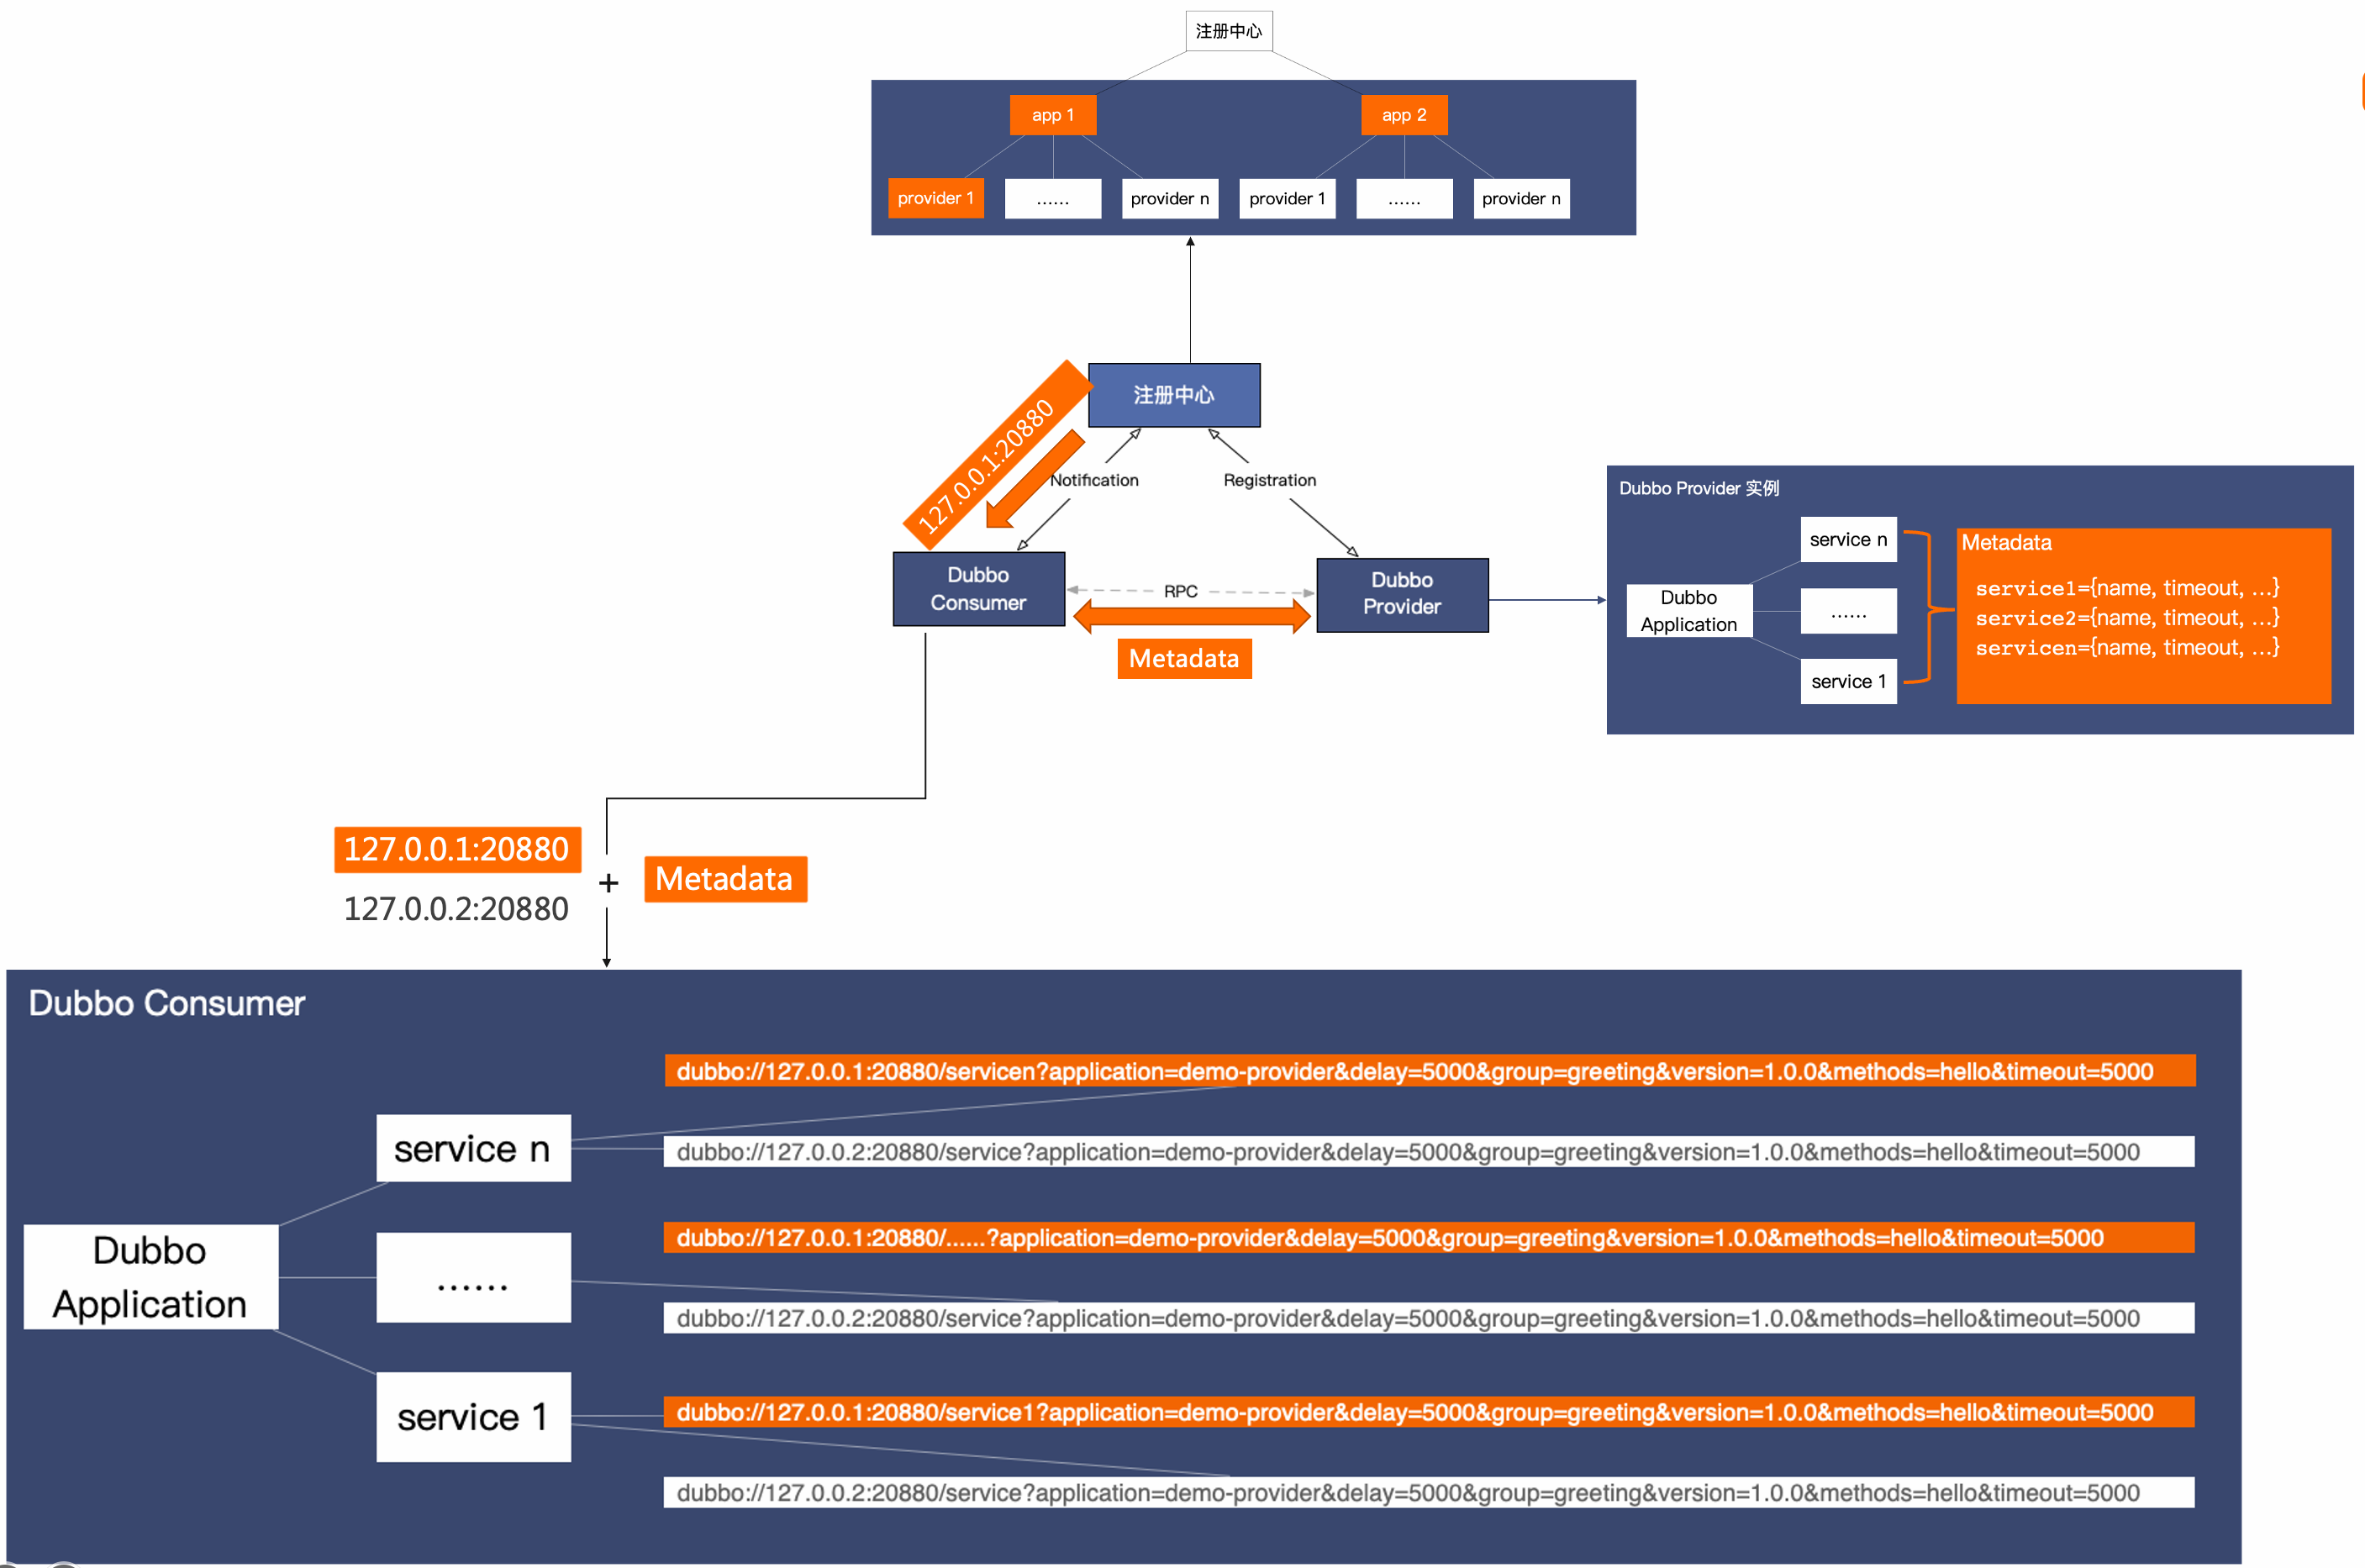 注册中心
app 1
app 2
provider 1
......
provider n
provider 1
......
provider n
注册中心
127.0.0.1:20880
Notification
Registration
Dubbo
Consumer
RPC
Dubbo
Provider
Metadata
Dubbo Provider 实例
service n
Dubbo
Application
......
service 1
Metadata
service1={name, timeout, ...}
service2={name, timeout, ...}
servicen={name, timeout, ...}
127.0.0.1:20880
127.0.0.2:20880
+
Metadata
Dubbo Consumer
dubbo://127.0.0.1:20880/servicen?application=demo-provider&delay=5000&group=greeting&version=1.0.0&methods=hello&timeout=5000
service n
dubbo://127.0.0.2:20880/service?application=demo-provider&delay=5000&group=greeting&version=1.0.0&methods=hello&timeout=5000
dubbo://127.0.0.1:20880/......?application=demo-provider&delay=5000&group=greeting&version=1.0.0&methods=hello&timeout=5000
Dubbo
Application
......
dubbo://127.0.0.2:20880/service?application=demo-provider&delay=5000&group=greeting&version=1.0.0&methods=hello&timeout=5000
service 1
dubbo://127.0.0.1:20880/service1?application=demo-provider&delay=5000&group=greeting&version=1.0.0&methods=hello&timeout=5000
dubbo://127.0.0.2:20880/service?application=demo-provider&delay=5000&group=greeting&version=1.0.0&methods=hello&timeout=5000